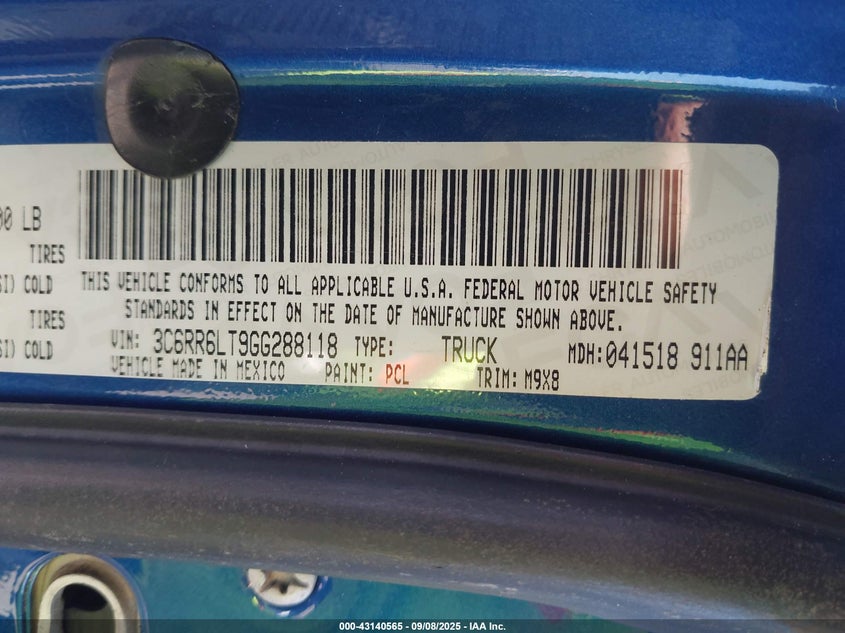 00 LB
TIRES
SI) COLD
TIRES
SI) COLD
THIS VEHICLE CONFORMS TO ALL APPLICABLE U.S.A. FEDERAL MOTOR VEHICLE SAFETY
STANDARDS IN EFFECT ON THE DATE OF MANUFACTURE SHOWN ABOVE.
VIN: 3C6RR6LT9GG288118 TYPE: TRUCK MDH:041518 911AA
VEHICLE MADE IN MEXICO PAINT: PCL TRIM: M9X8
000-43140565 - 09/08/2025 - IAA Inc.